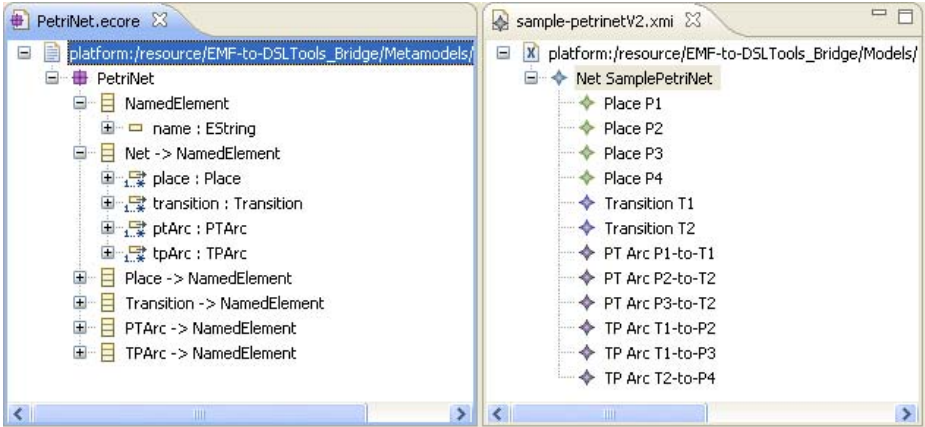 PetriNet.ecore
platform:/resource/EMF-to-DSLTools_Bridge/Metamodels/
PetriNet
NamedElement
name : EString
Net -> NamedElement
1..* place : Place
1..* transition : Transition
1..* ptArc : PTArc
1..* tpArc : TPArc
Place -> NamedElement
Transition -> NamedElement
PTArc -> NamedElement
TPArc -> NamedElement
sample-petrinetV2.xmi
platform:/resource/EMF-to-DSLTools_Bridge/Models/
Net SamplePetriNet
Place P1
Place P2
Place P3
Place P4
Transition T1
Transition T2
PT Arc P1-to-T1
PT Arc P2-to-T2
PT Arc P3-to-T2
TP Arc T1-to-P2
TP Arc T1-to-P3
TP Arc T2-to-P4